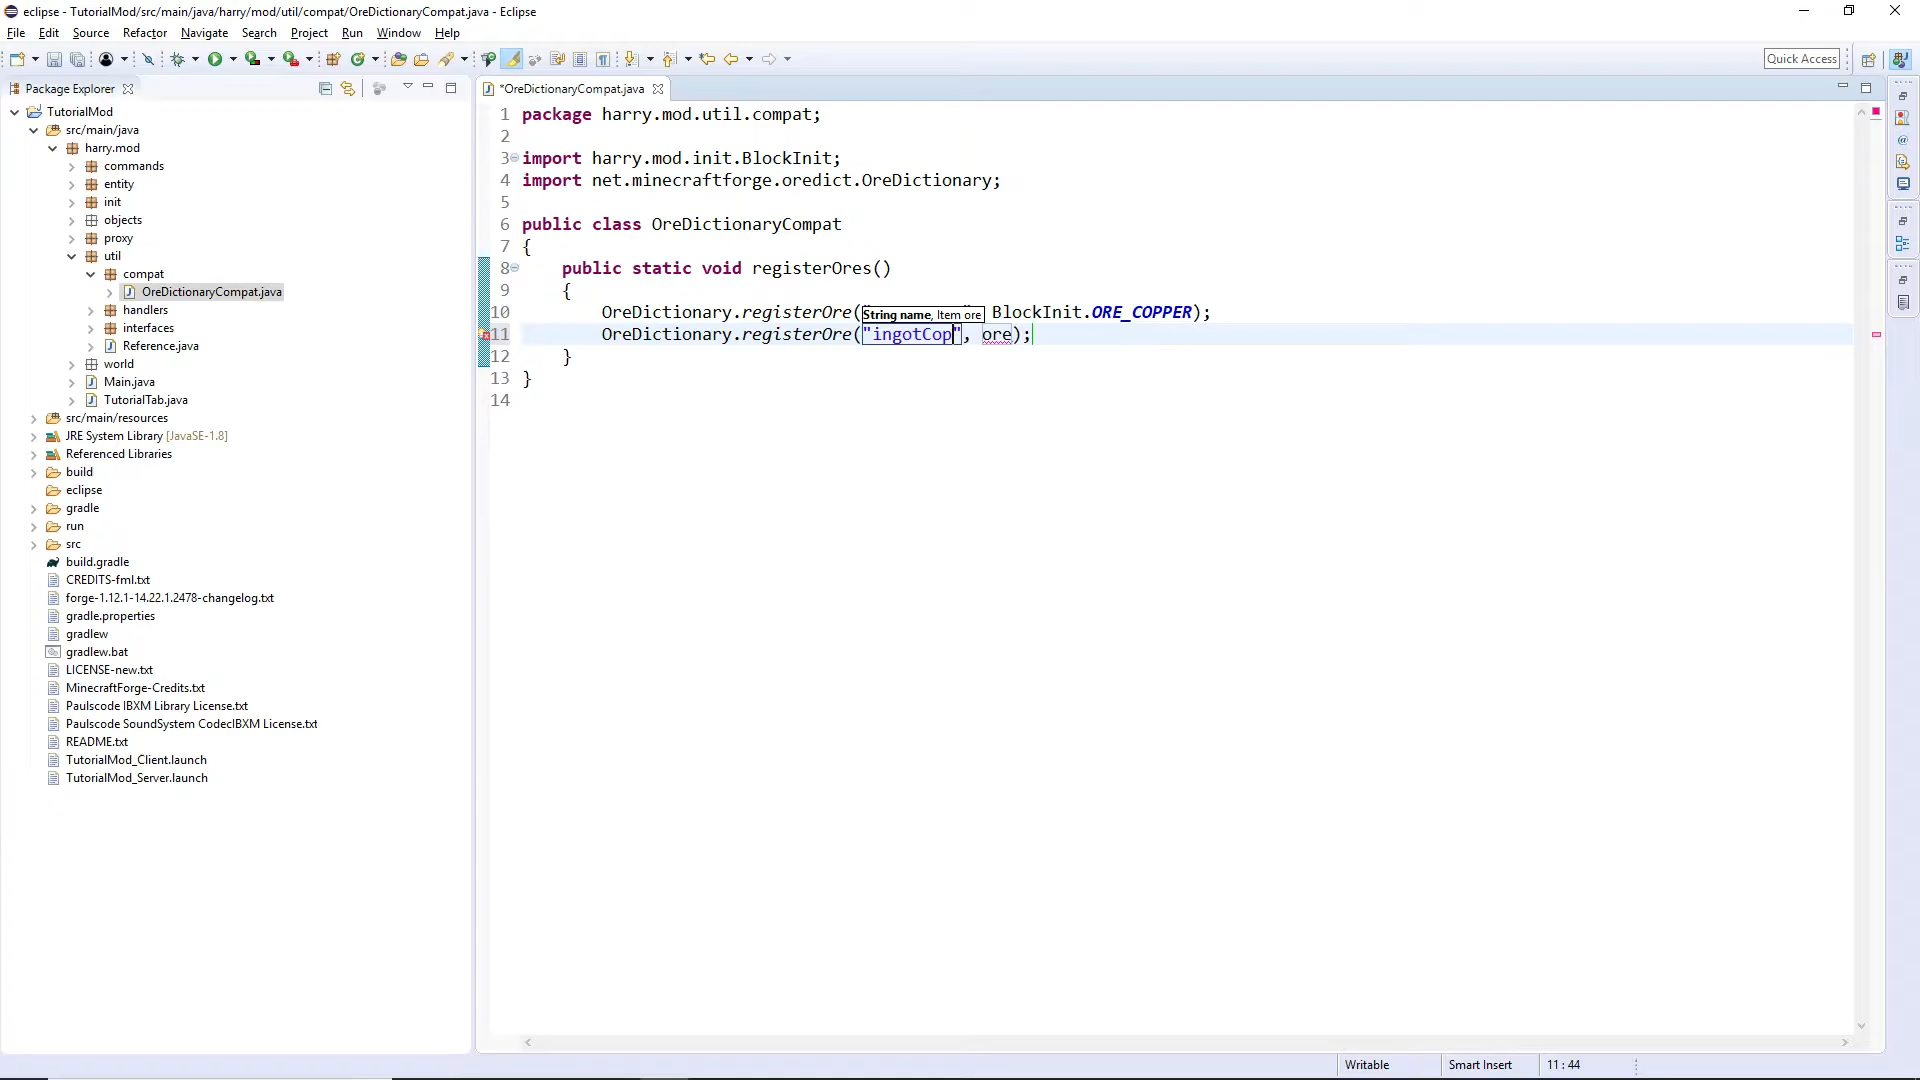 eclipse - TutorialMod/src/main/java/harry/mod/util/compat/OreDictionaryCompat.java - Eclipse
File Edit Source Refactor Navigate Search Project Run Window Help
Quick Access
Package Explorer
*OreDictionaryCompat.java
TutorialMod
src/main/java
harry.mod
commands
entity
init
objects
proxy
util
compat
OreDictionaryCompat.java
handlers
interfaces
Reference.java
world
Main.java
TutorialTab.java
src/main/resources
JRE System Library [JavaSE-1.8]
Referenced Libraries
build
eclipse
gradle
run
src
build.gradle
CREDITS-fml.txt
forge-1.12.1-14.22.1.2478-changelog.txt
gradle.properties
gradlew
gradlew.bat
LICENSE-new.txt
MinecraftForge-Credits.txt
Paulscode IBXM Library License.txt
Paulscode SoundSystem CodecIBXM License.txt
README.txt
TutorialMod_Client.launch
TutorialMod_Server.launch
1 package harry.mod.util.compat;
2
3 import harry.mod.init.BlockInit;
4 import net.minecraftforge.oredict.OreDictionary;
5
6 public class OreDictionaryCompat
7 {
8 public static void registerOres()
9 {
10 OreDictionary.registerOre( BlockInit.ORE_COPPER);
String name, Item ore
11 OreDictionary.registerOre("ingotCop", ore);
12 }
13 }
14
Writable Smart Insert 11 : 44